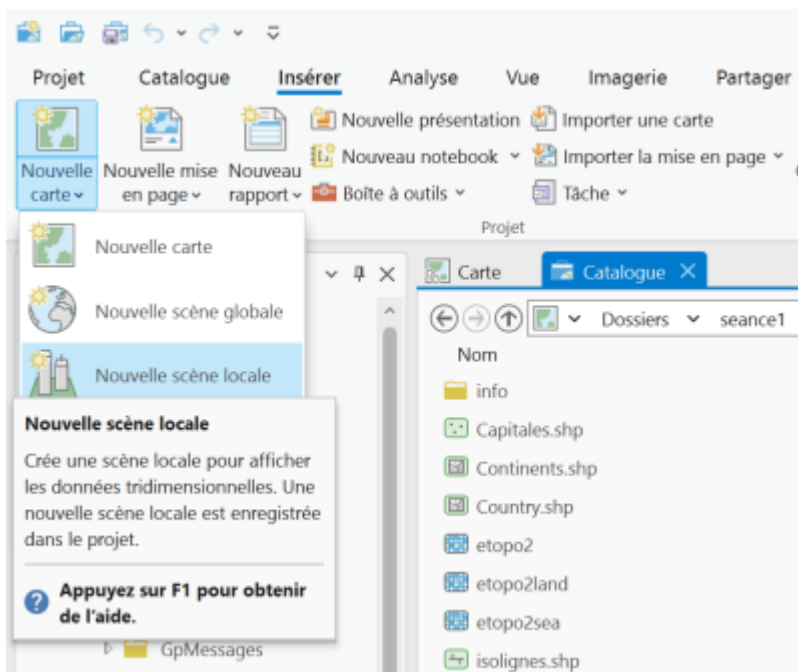 Projet Catalogue Insérer Analyse Vue Imagerie Partager
Nouvelle carte
Nouvelle mise en page
Nouveau rapport
Nouvelle présentation
Nouveau notebook
Boîte à outils
Importer une carte
Importer la mise en page
Tâche
Projet
Nouvelle carte
Nouvelle scène globale
Nouvelle scène locale
Nouvelle scène locale
Crée une scène locale pour afficher
les données tridimensionnelles. Une
nouvelle scène locale est enregistrée
dans le projet.
Appuyez sur F1 pour obtenir
de l'aide.
GpMessages
Carte Catalogue
Dossiers seance1
Nom
info
Capitales.shp
Continents.shp
Country.shp
etopo2
etopo2land
etopo2sea
isolignes.shp